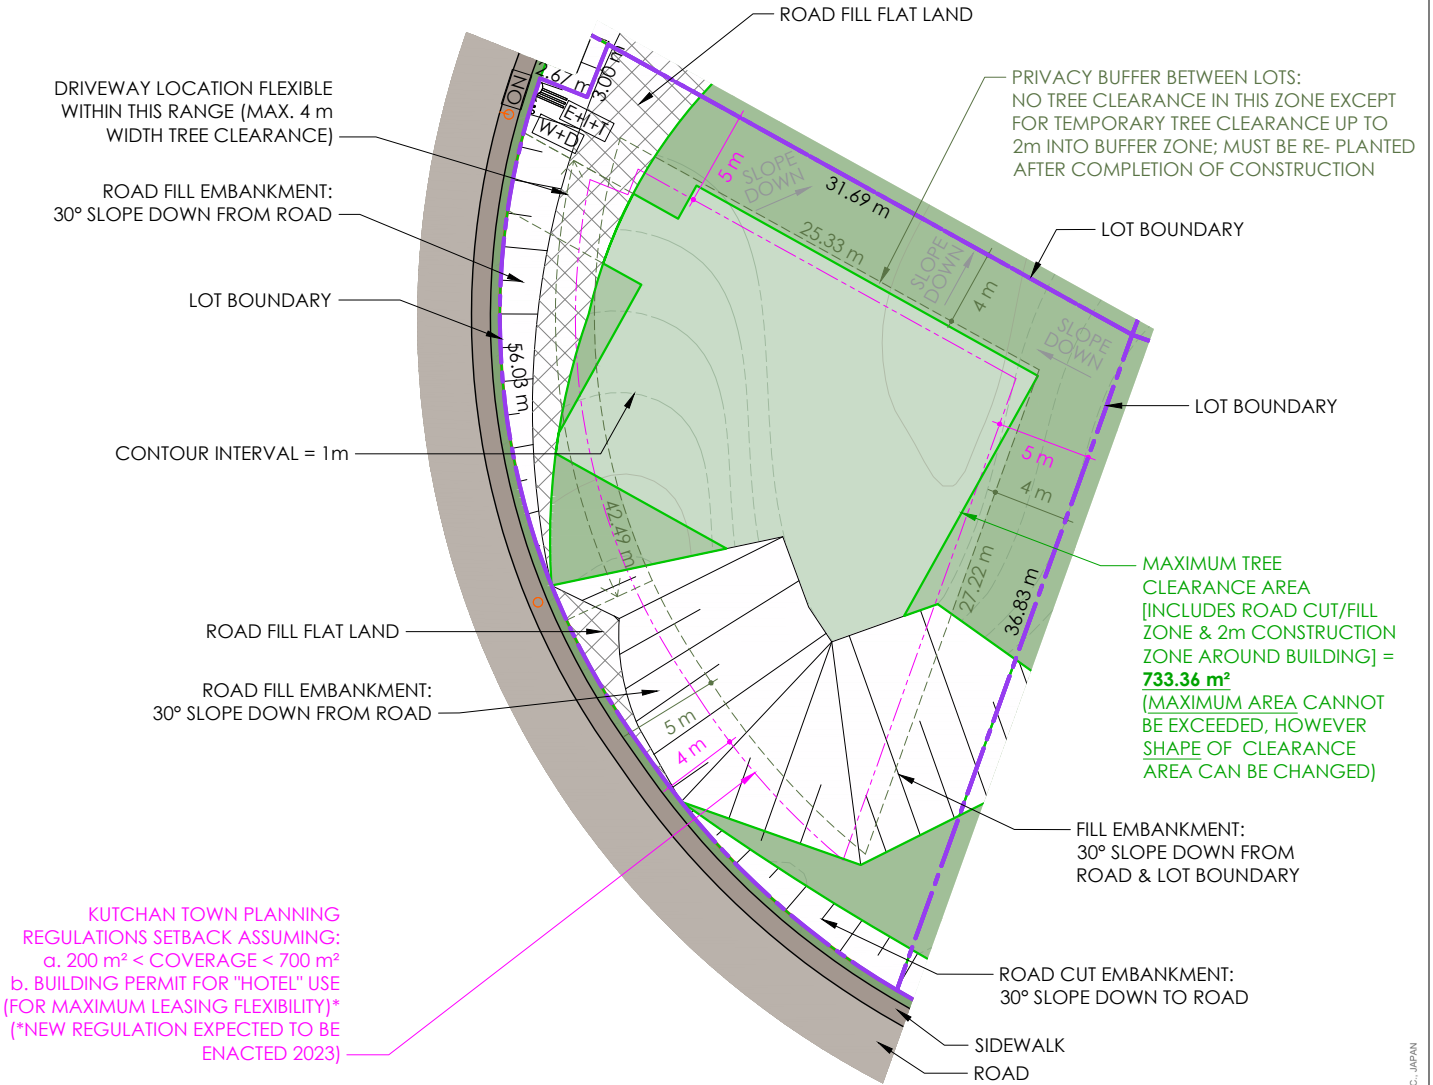 ROAD FILL FLAT LAND
DRIVEWAY LOCATION FLEXIBLE
WITHIN THIS RANGE (MAX. 4 m
WIDTH TREE CLEARANCE)
PRIVACY BUFFER BETWEEN LOTS:
NO TREE CLEARANCE IN THIS ZONE EXCEPT
FOR TEMPORARY TREE CLEARANCE UP TO
2m INTO BUFFER ZONE; MUST BE RE- PLANTED
AFTER COMPLETION OF CONSTRUCTION
2.67 m
3.00 m
E+I+T
W+D
5 m
SLOPE
DOWN
31.69 m
25.33 m
ROAD FILL EMBANKMENT:
30° SLOPE DOWN FROM ROAD
LOT BOUNDARY
SLOPE
DOWN
4 m
LOT BOUNDARY
SLOPE
DOWN
56.03 m
LOT BOUNDARY
CONTOUR INTERVAL = 1m
5 m
4 m
42.49 m
27.22 m
36.83 m
MAXIMUM TREE
CLEARANCE AREA
[INCLUDES ROAD CUT/FILL
ZONE & 2m CONSTRUCTION
ZONE AROUND BUILDING] =
733.36 m²
(MAXIMUM AREA CANNOT
BE EXCEEDED, HOWEVER
SHAPE OF CLEARANCE
AREA CAN BE CHANGED)
ROAD FILL FLAT LAND
ROAD FILL EMBANKMENT:
30° SLOPE DOWN FROM ROAD
5 m
4 m
FILL EMBANKMENT:
30° SLOPE DOWN FROM
ROAD & LOT BOUNDARY
KUTCHAN TOWN PLANNING
REGULATIONS SETBACK ASSUMING:
a. 200 m² < COVERAGE < 700 m²
b. BUILDING PERMIT FOR "HOTEL" USE
(FOR MAXIMUM LEASING FLEXIBILITY)*
(*NEW REGULATION EXPECTED TO BE
ENACTED 2023)
ROAD CUT EMBANKMENT:
30° SLOPE DOWN TO ROAD
SIDEWALK
ROAD
C., JAPAN